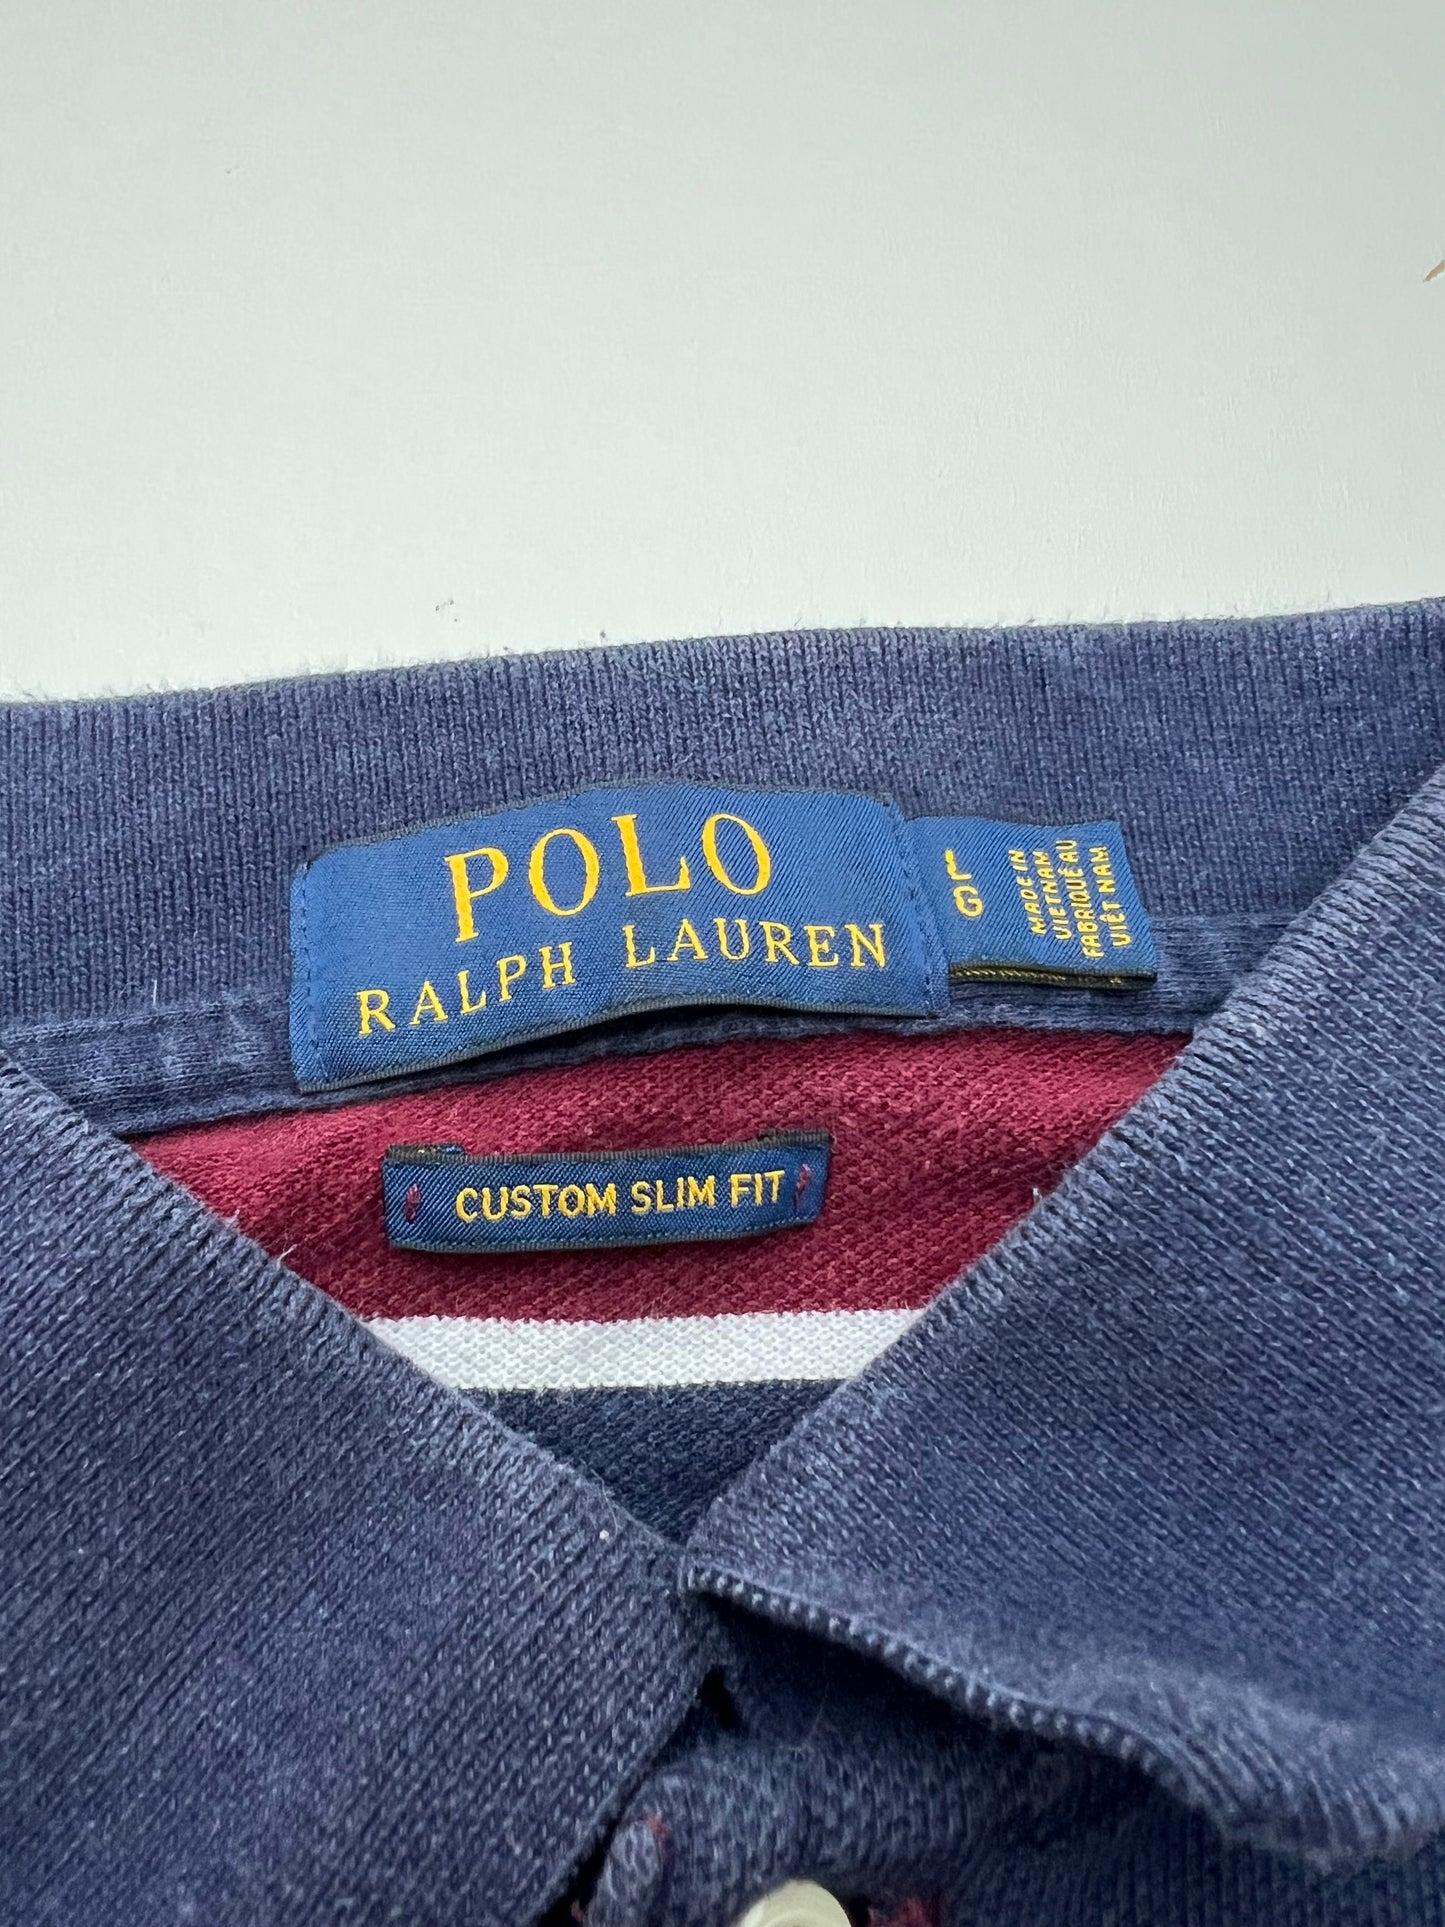 POLO
RALPH LAUREN
L
G
MADE IN
VIETNAM
FABRIQUÉ AU
VIÊT NAM
CUSTOM SLIM FIT